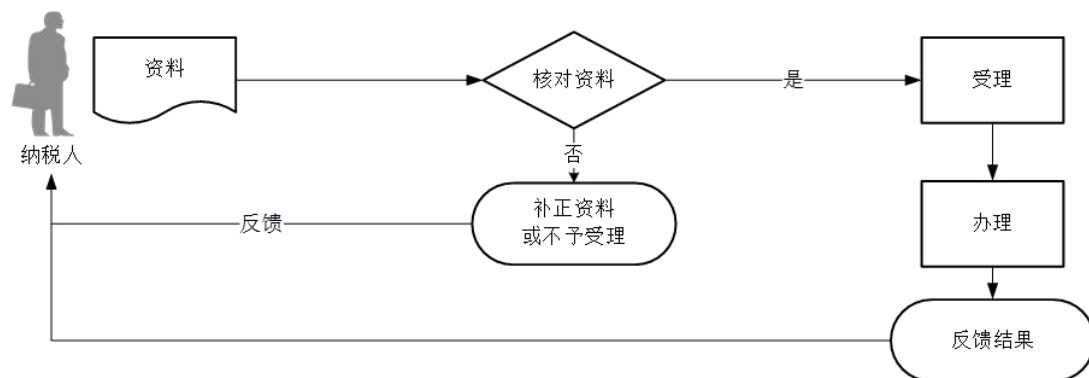 资料
核对资料
是
受理
纳税人
否
补正资料
或不予受理
反馈
办理
反馈结果